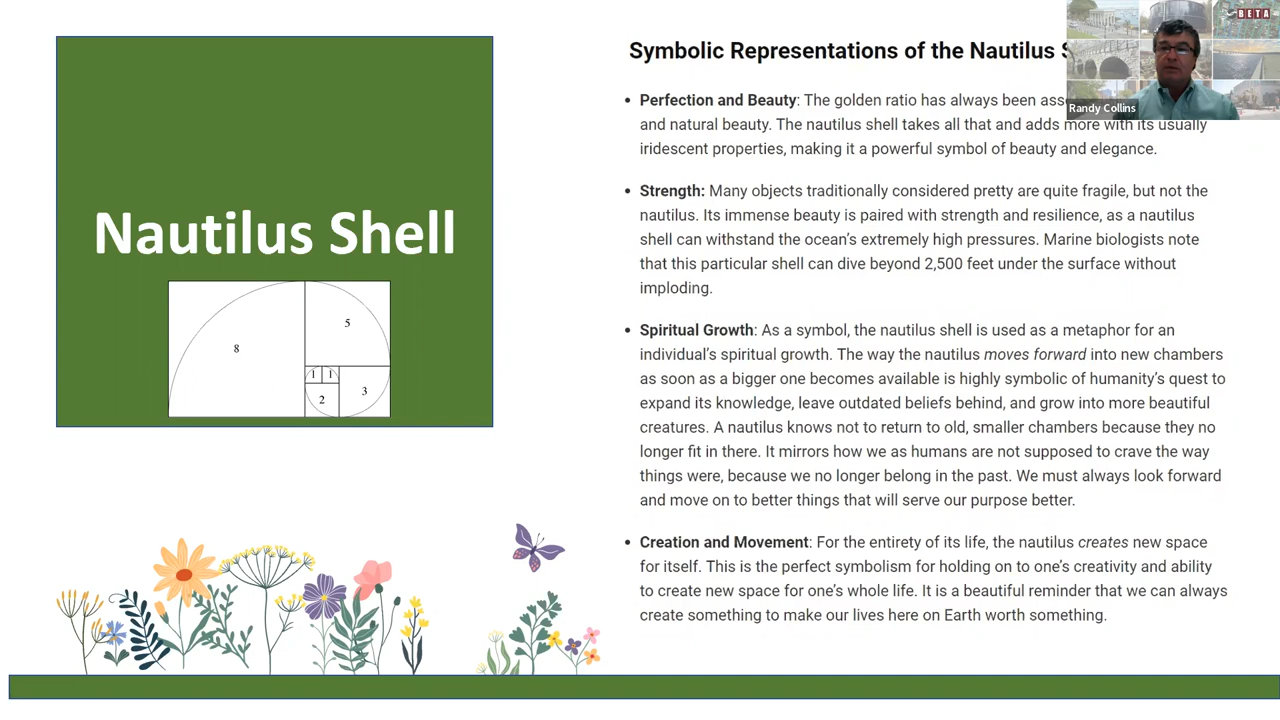 Nautilus Shell
8
5
1
1
2
3
Symbolic Representations of the Nautilus
Perfection and Beauty: The golden ratio has always been
and natural beauty. The nautilus shell takes all that and adds more with its usually
iridescent properties, making it a powerful symbol of beauty and elegance.
Strength: Many objects traditionally considered pretty are quite fragile, but not the
nautilus. Its immense beauty is paired with strength and resilience, as a nautilus
shell can withstand the ocean's extremely high pressures. Marine biologists note
that this particular shell can dive beyond 2,500 feet under the surface without
imploding.
Spiritual Growth: As a symbol, the nautilus shell is used as a metaphor for an
individual's spiritual growth. The way the nautilus moves forward into new chambers
as soon as a bigger one becomes available is highly symbolic of humanity's quest to
expand its knowledge, leave outdated beliefs behind, and grow into more beautiful
creatures. A nautilus knows not to return to old, smaller chambers because they no
longer fit in there. It mirrors how we as humans are not supposed to crave the way
things were, because we no longer belong in the past. We must always look forward
and move on to better things that will serve our purpose better.
Creation and Movement: For the entirety of its life, the nautilus creates new space
for itself. This is the perfect symbolism for holding on to one's creativity and ability
to create new space for one's whole life. It is a beautiful reminder that we can always
create something to make our lives here on Earth worth something.
BETA
Randy Collins